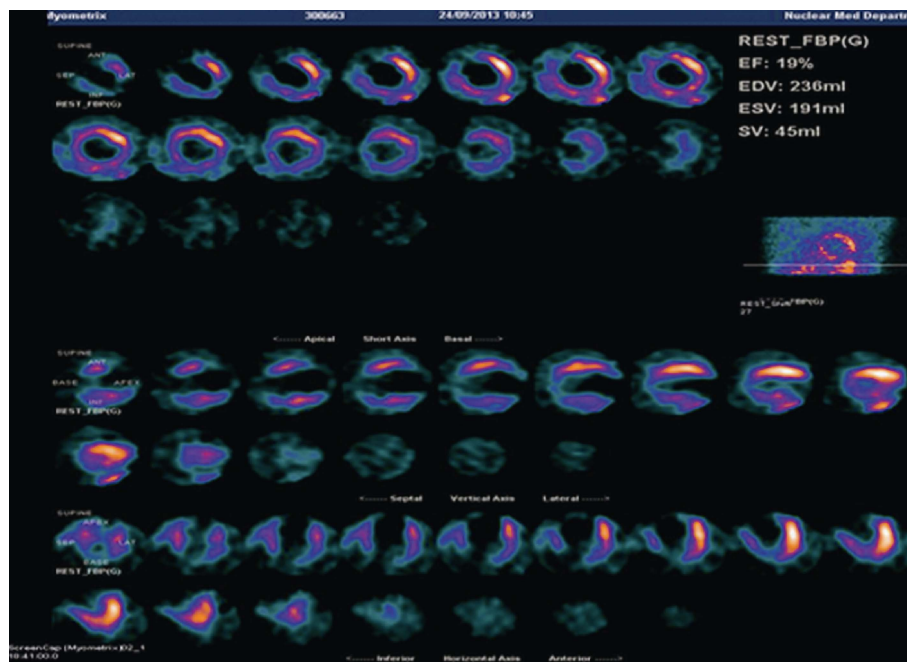 Myometrix 300663 24/09/2013 10:45 Nuclear Med Depart
REST_FBP(G)
EF: 19%
EDV: 236ml
ESV: 191ml
SV: 45ml
SUPINE
ANT
SEP LAT
INF
REST_FBP(G)
27
<------ Apical Short Axis Basal ------>
SUPINE
ANT
BASE APEX
INF
REST_FBP(G)
<------ Septal Vertical Axis Lateral ------>
SUPINE
APEX
SEP LAT
BASE
REST_FBP(G)
ScreenCap (Myometrix)02_1
<------ Inferior Horizontal Axis Anterior ------>